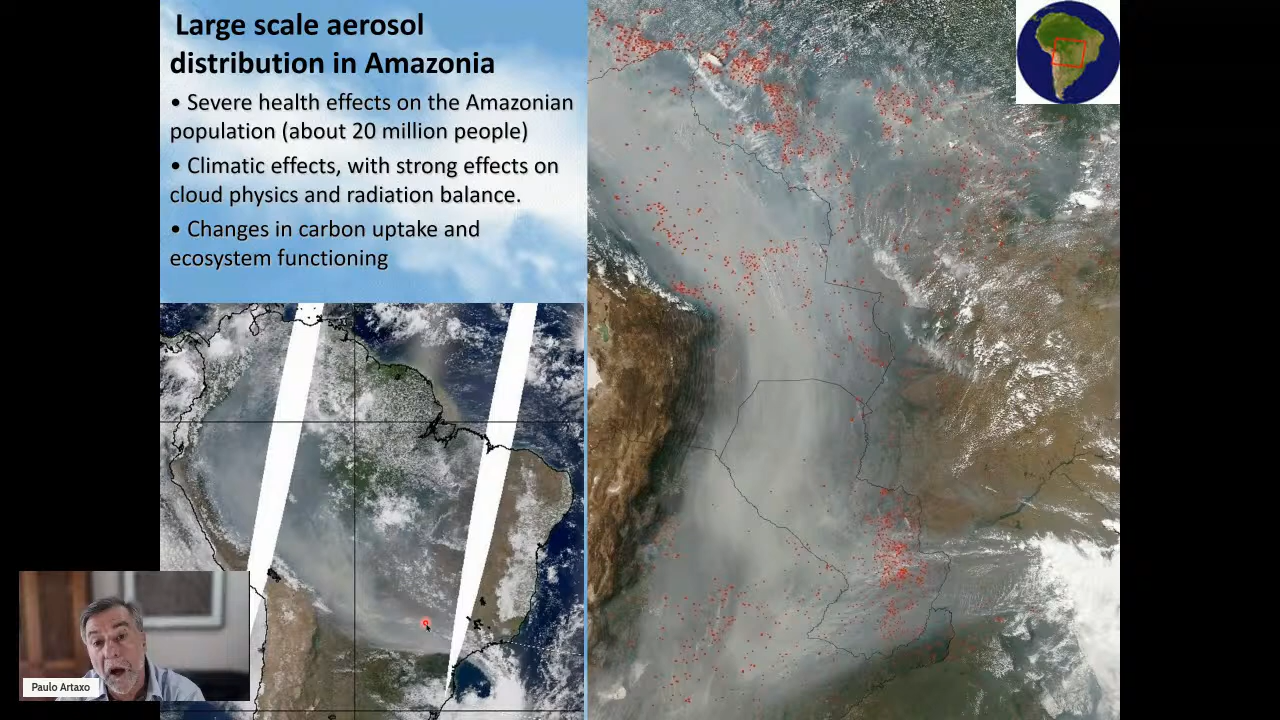 Large scale aerosol
distribution in Amazonia
• Severe health effects on the Amazonian
population (about 20 million people)
• Climatic effects, with strong effects on
cloud physics and radiation balance.
• Changes in carbon uptake and
ecosystem functioning
Paulo Artaxo